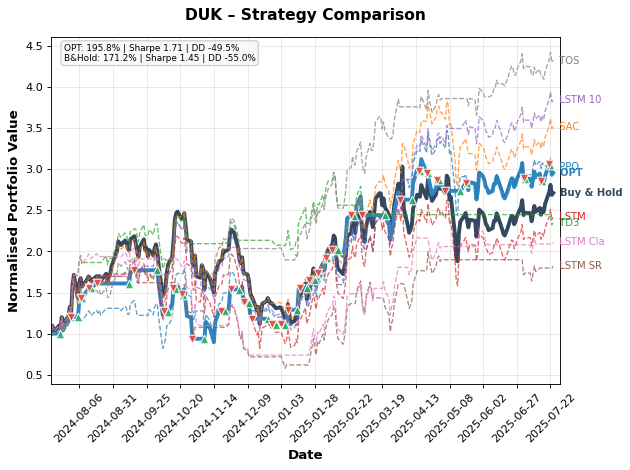 DUK – Strategy Comparison
OPT: 195.8% | Sharpe 1.71 | DD -49.5%
B&Hold: 171.2% | Sharpe 1.45 | DD -55.0%
Normalised Portfolio Value
4.5
4.0
3.5
3.0
2.5
2.0
1.5
1.0
0.5
TOS
LSTM 10
SAC
PPO
OPT
Buy & Hold
LSTM
TD3
LSTM Cla
LSTM SR
2024-08-06
2024-08-31
2024-09-25
2024-10-20
2024-11-14
2024-12-09
2025-01-03
2025-01-28
2025-02-22
2025-03-19
2025-04-13
2025-05-08
2025-06-02
2025-06-27
2025-07-22
Date